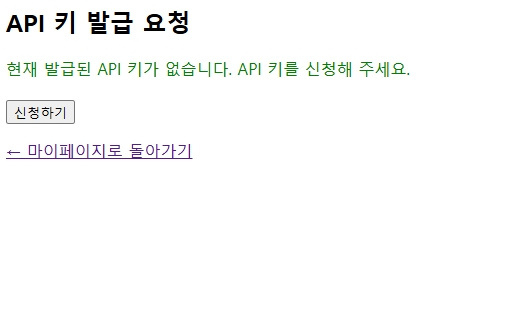 API 키 발급 요청
현재 발급된 API 키가 없습니다. API 키를 신청해 주세요.
신청하기
← 마이페이지로 돌아가기